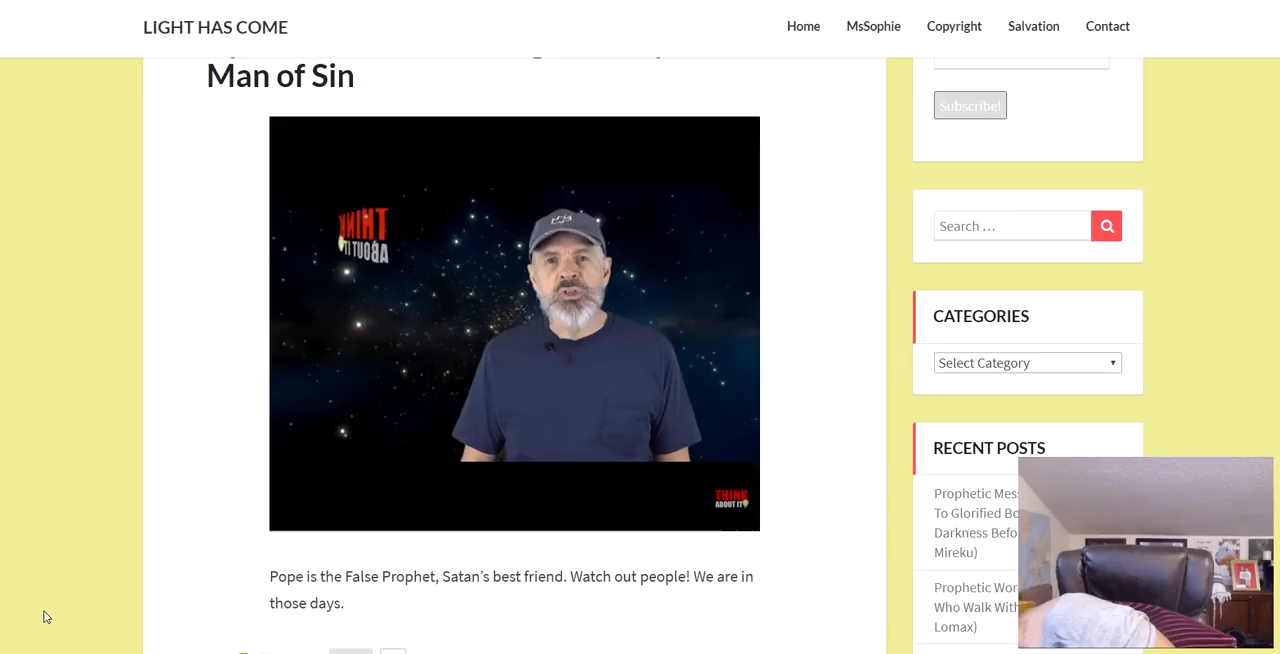 LIGHT HAS COME
Home
MsSophie
Copyright
Salvation
Contact
Man of Sin
THINK
ABOUT IT
THINK
ABOUT IT
Pope is the False Prophet, Satan’s best friend. Watch out people! We are in
those days.
Subscribe!
Search …
CATEGORIES
Select Category
RECENT POSTS
Prophetic Mes
To Glorified Bo
Darkness Befo
Mireku)
Prophetic Wor
Who Walk With
Lomax)